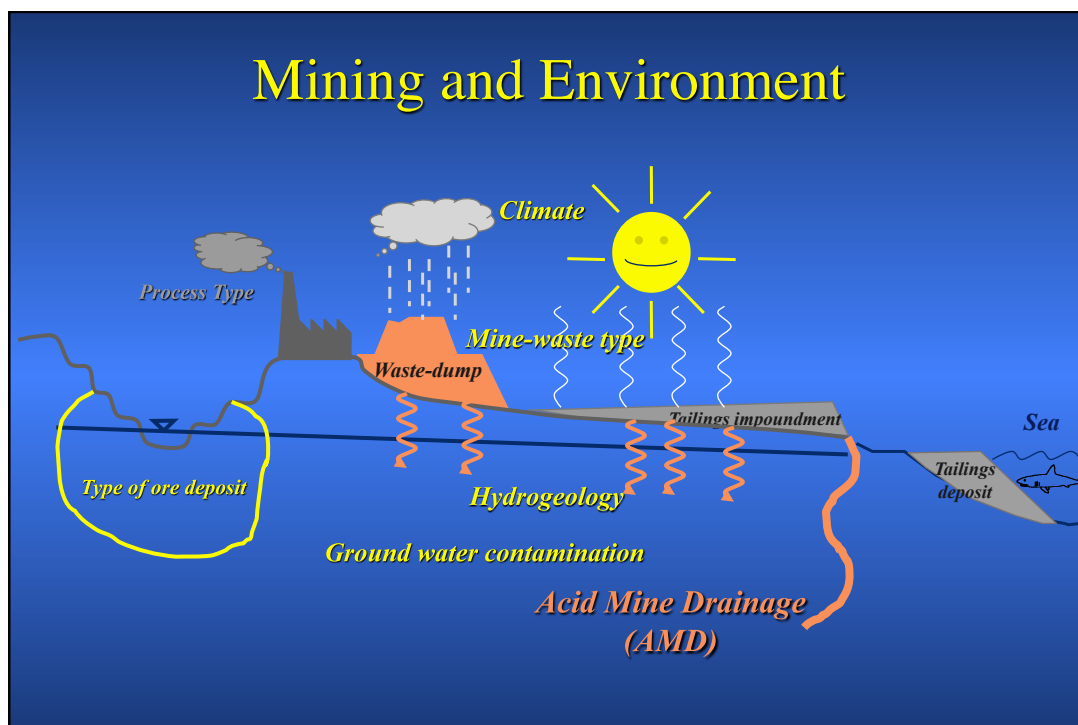 Mining and Environment
Climate
Process Type
Mine-waste type
Waste-dump
Tailings impoundment
Sea
Tailings
deposit
Type of ore deposit
Hydrogeology
Ground water contamination
Acid Mine Drainage
(AMD)